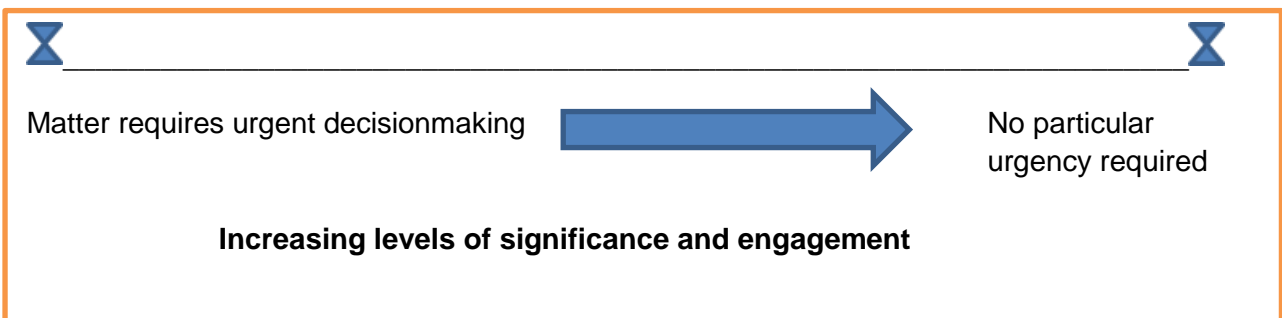 Matter requires urgent decisionmaking
No particular
urgency required
Increasing levels of significance and engagement